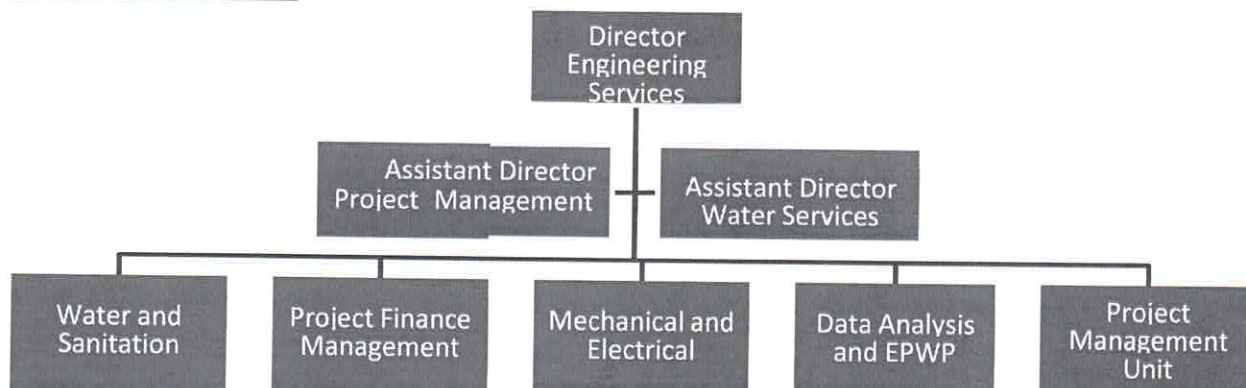 Director
Engineering
Services
Assistant Director
Project Management
Assistant Director
Water Services
Water and
Sanitation
Project Finance
Management
Mechanical and
Electrical
Data Analysis
and EPWP
Project
Management
Unit